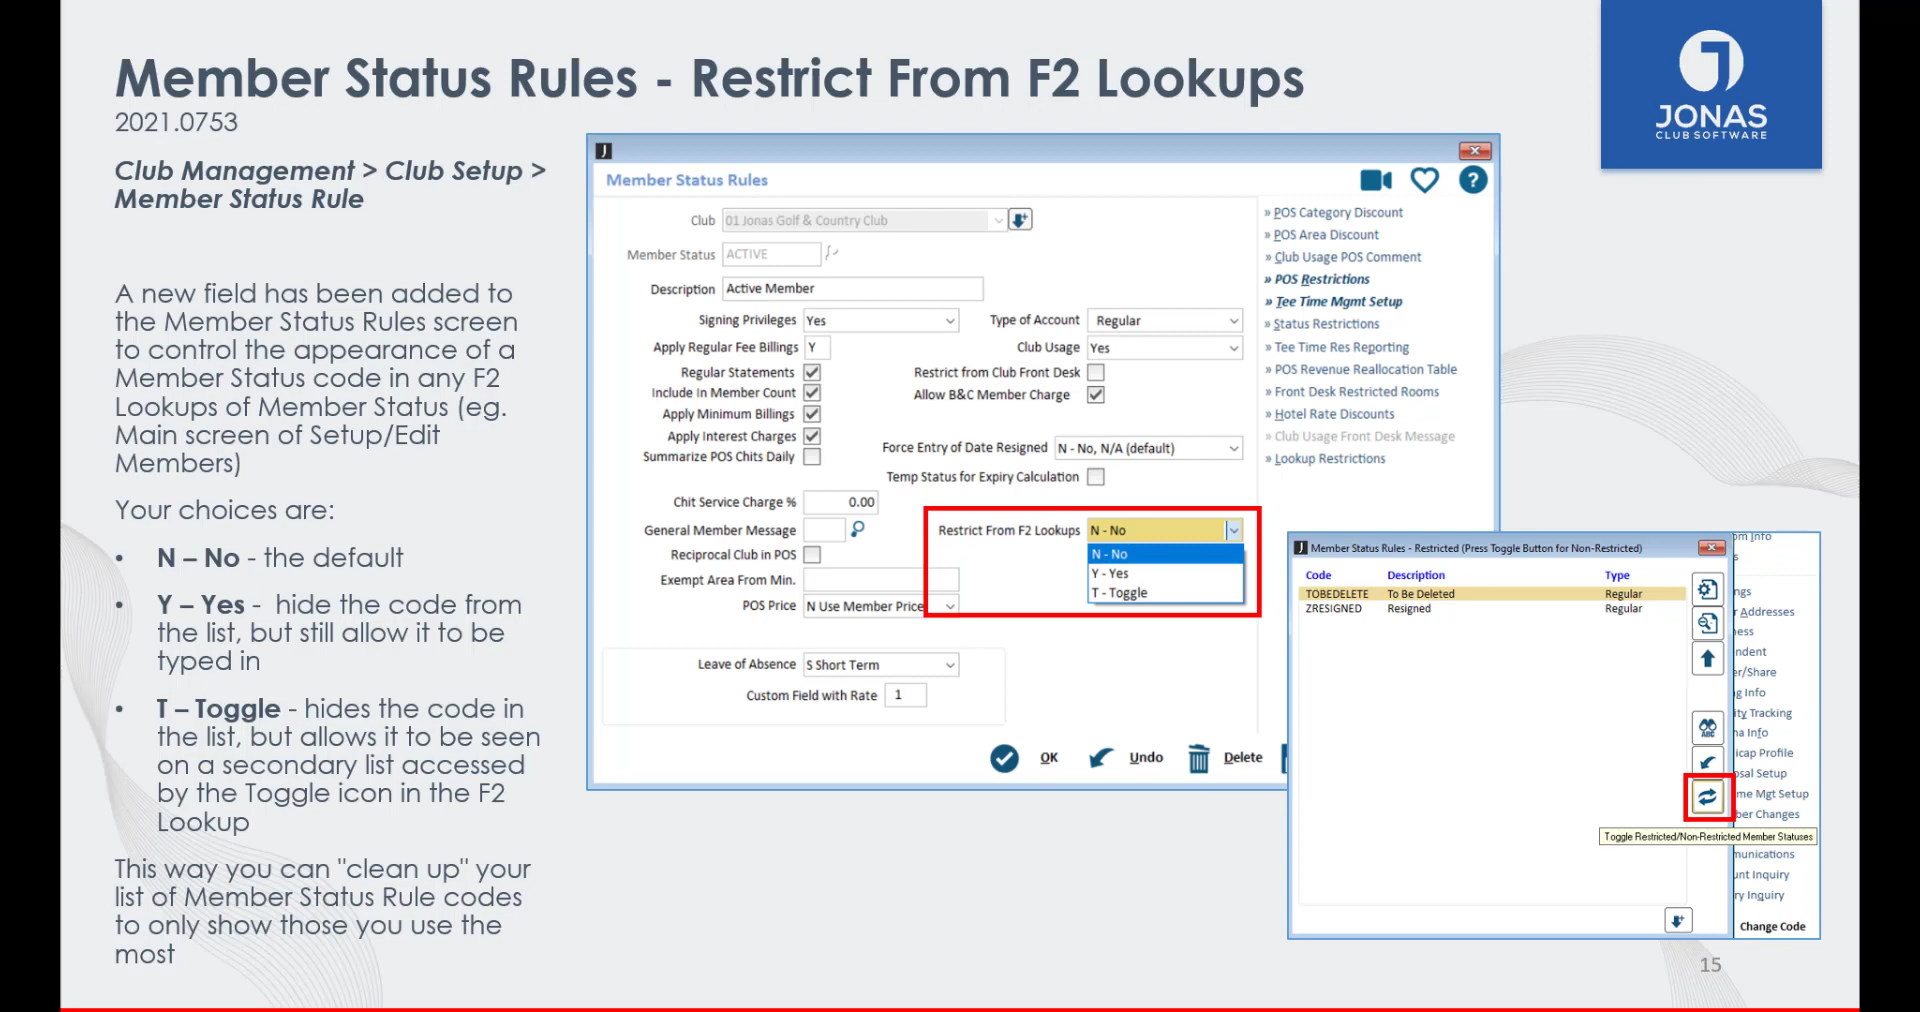 Member Status Rules - Restrict From F2 Lookups
2021.0753
Club Management > Club Setup >
Member Status Rule
A new field has been added to
the Member Status Rules screen
to control the appearance of a
Member Status code in any F2
Lookups of Member Status (eg.
Main screen of Setup/Edit
Members)
Your choices are:
• N – No - the default
• Y – Yes - hide the code from
the list, but still allow it to be
typed in
• T – Toggle - hides the code in
the list, but allows it to be seen
on a secondary list accessed
by the Toggle icon in the F2
Lookup
This way you can "clean up" your
list of Member Status Rule codes
to only show those you use the
most
JONAS
CLUB SOFTWARE
Member Status Rules
Club 01 Jonas Golf & Country Club
Member Status ACTIVE
Description Active Member
Signing Privileges Yes Type of Account Regular
Apply Regular Fee Billings Y Club Usage Yes
Regular Statements Restrict from Club Front Desk
Include In Member Count Allow B&C Member Charge
Apply Minimum Billings
Apply Interest Charges Force Entry of Date Resigned N - No, N/A (default)
Summarize POS Chits Daily
Temp Status for Expiry Calculation
Chit Service Charge % 0.00
General Member Message Restrict From F2 Lookups N - No
N - No
Y - Yes
T - Toggle
Reciprocal Club in POS
Exempt Area From Min.
POS Price N Use Member Price
Leave of Absence S Short Term
Custom Field with Rate 1
OK Undo Delete
» POS Category Discount
» POS Area Discount
» Club Usage POS Comment
» POS Restrictions
» Tee Time Mgmt Setup
» Status Restrictions
» Tee Time Res Reporting
» POS Revenue Reallocation Table
» Front Desk Restricted Rooms
» Hotel Rate Discounts
» Club Usage Front Desk Message
» Lookup Restrictions
Member Status Rules - Restricted (Press Toggle Button for Non-Restricted)
Code Description Type
TOBEDELETE To Be Deleted Regular
ZRESIGNED Resigned Regular
ABC
Toggle Restricted/Non-Restricted Member Statuses
Info
Addresses
Share
Info
Tracking
Info
Profile
Setup
Mgt Setup
Changes
Inquiry
Inquiry
Change Code
15